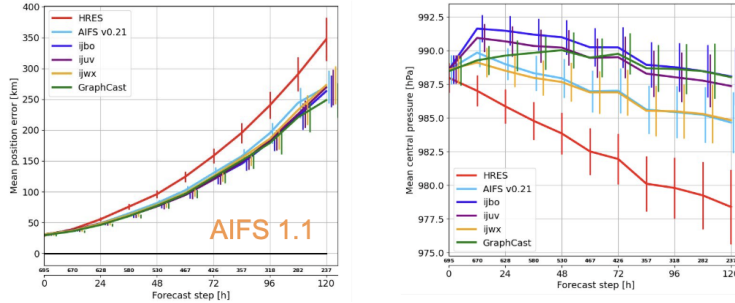 400
350
300
250
200
150
100
50
0
Mean position error [km]
HRES
AIFS v0.21
ijbo
ijuv
ijwx
GraphCast
AIFS 1.1
695 670 628 580 530 467 426 357 318 282 237
0 24 48 72 96 120
Forecast step [h]
992.5
990.0
987.5
985.0
982.5
980.0
977.5
975.0
Mean central pressure [hPa]
HRES
AIFS v0.21
ijbo
ijuv
ijwx
GraphCast
695 670 628 580 530 467 426 357 318 282 237
0 24 48 72 96 120
Forecast step [h]